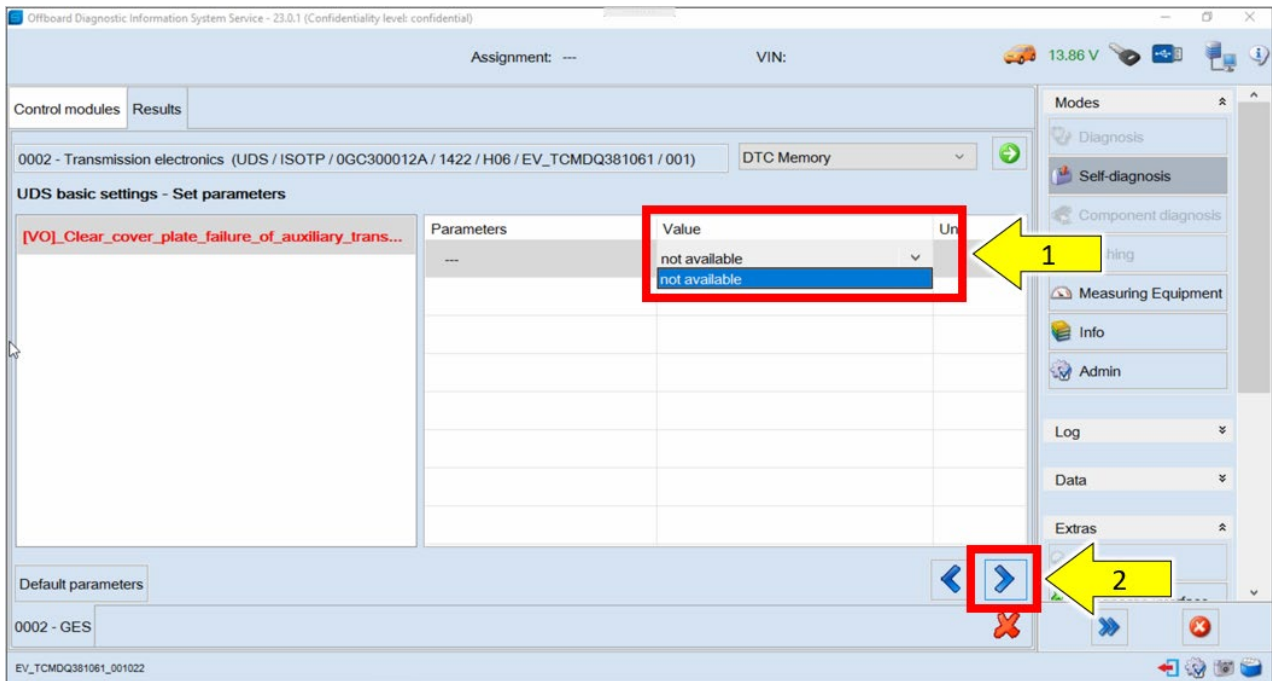 Offboard Diagnostic Information System Service - 23.0.1 (Confidentiality level: confidential)
Assignment: --- VIN: 13.86 V
Control modules Results
0002 - Transmission electronics (UDS / ISOTP / 0GC300012A / 1422 / H06 / EV_TCMDQ381061 / 001) DTC Memory
UDS basic settings - Set parameters
[VO]_Clear_cover_plate_failure_of_auxiliary_trans...
Parameters Value Un
--- not available
not available
1
2
Default parameters
0002 - GES
EV_TCMDQ381061_001022
Modes
Diagnosis
Self-diagnosis
Component diagnosis
hing
Measuring Equipment
Info
Admin
Log
Data
Extras